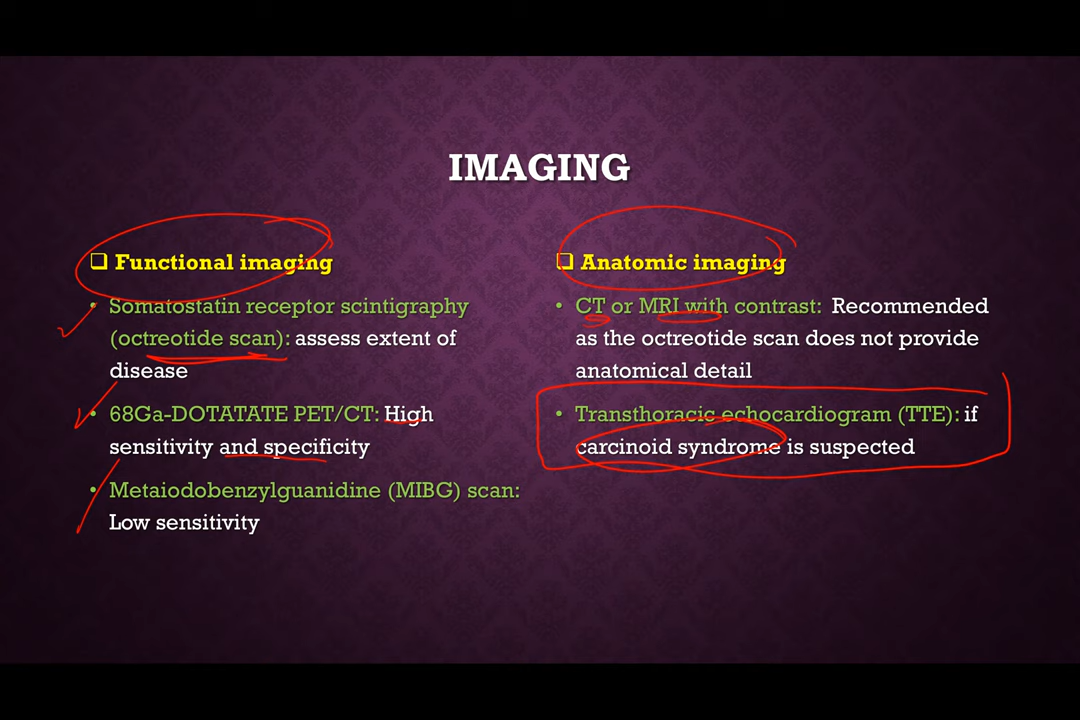 IMAGING
❑ Functional imaging
• Somatostatin receptor scintigraphy
(octreotide scan): assess extent of
disease
• 68Ga-DOTATATE PET/CT: High
sensitivity and specificity
• Metaiodobenzylguanidine (MIBG) scan:
Low sensitivity
❑ Anatomic imaging
• CT or MRI with contrast: Recommended
as the octreotide scan does not provide
anatomical detail
• Transthoracic echocardiogram (TTE): if
carcinoid syndrome is suspected